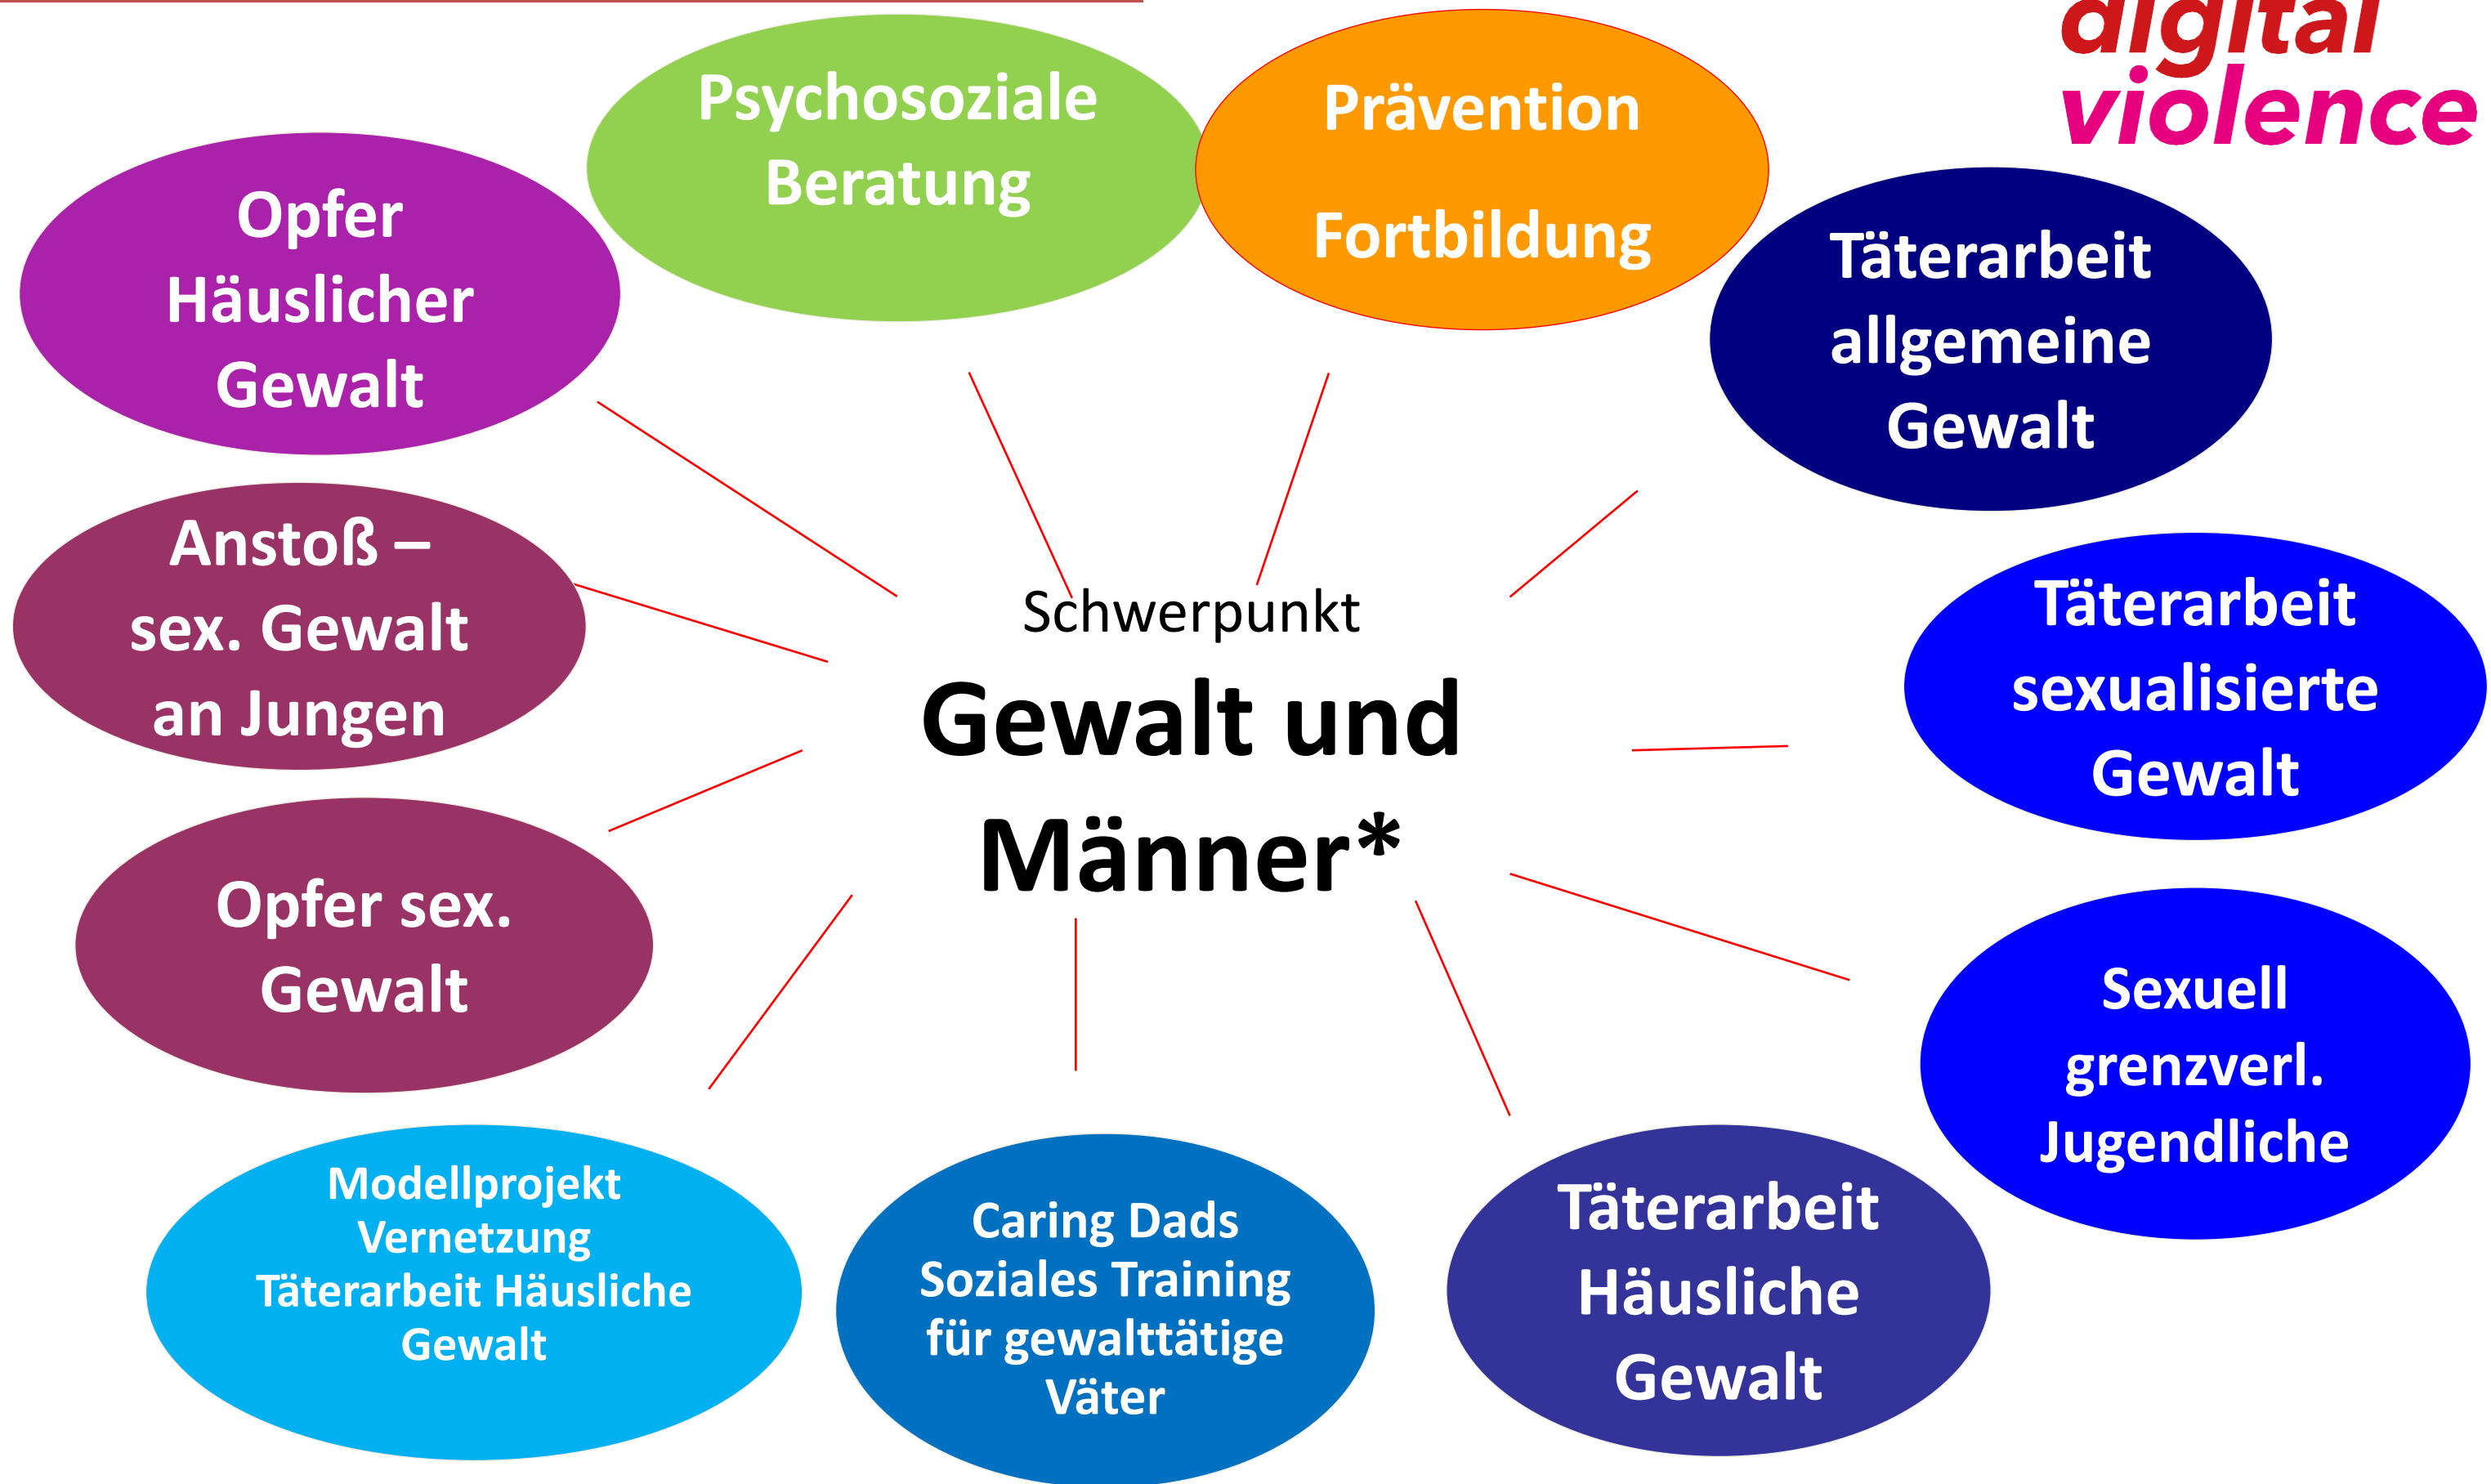 digital
violence
Psychosoziale
Beratung
Prävention
Fortbildung
Opfer
Häuslicher
Gewalt
Täterarbeit
allgemeine
Gewalt
Anstoß –
sex. Gewalt
an Jungen
Schwerpunkt
Gewalt und
Männer*
Täterarbeit
sexualisierte
Gewalt
Opfer sex.
Gewalt
Sexuell
grenzverl.
Jugendliche
Modellprojekt
Vernetzung
Täterarbeit Häusliche
Gewalt
Caring Dads
Soziales Training
für gewalttätige
Väter
Täterarbeit
Häusliche
Gewalt